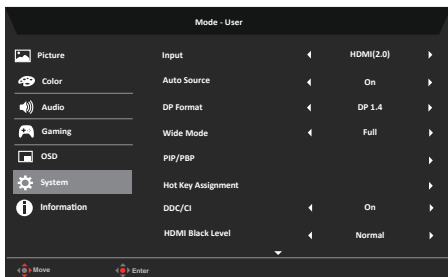 Mode - User
Picture
Input HDMI(2.0)
Color
Auto Source On
Audio
DP Format DP 1.4
Gaming
Wide Mode Full
OSD
PIP/PBP
System
Hot Key Assignment
Information
DDC/CI On
HDMI Black Level Normal
Move Enter